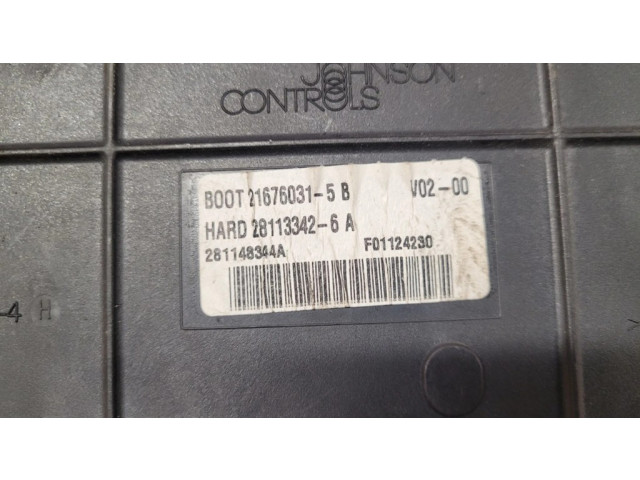 JOHNSON
CONTROLS
BOOT 21676031-5 B V02-00
HARD 28113342-6 A
281148344A F01124230
-4 H